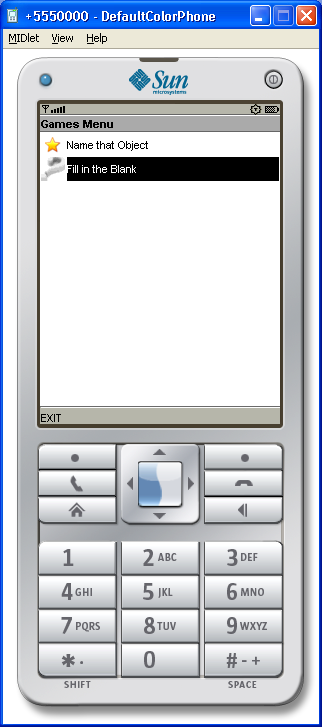 +5550000 - DefaultColorPhone
MIDlet View Help
Sun
microsystems
Games Menu
Name that Object
Fill in the Blank
EXIT
1 2 ABC 3 DEF
4 GHI 5 JKL 6 MNO
7 PQRS 8 TUV 9 WXYZ
* . 0 # - +
SHIFT SPACE